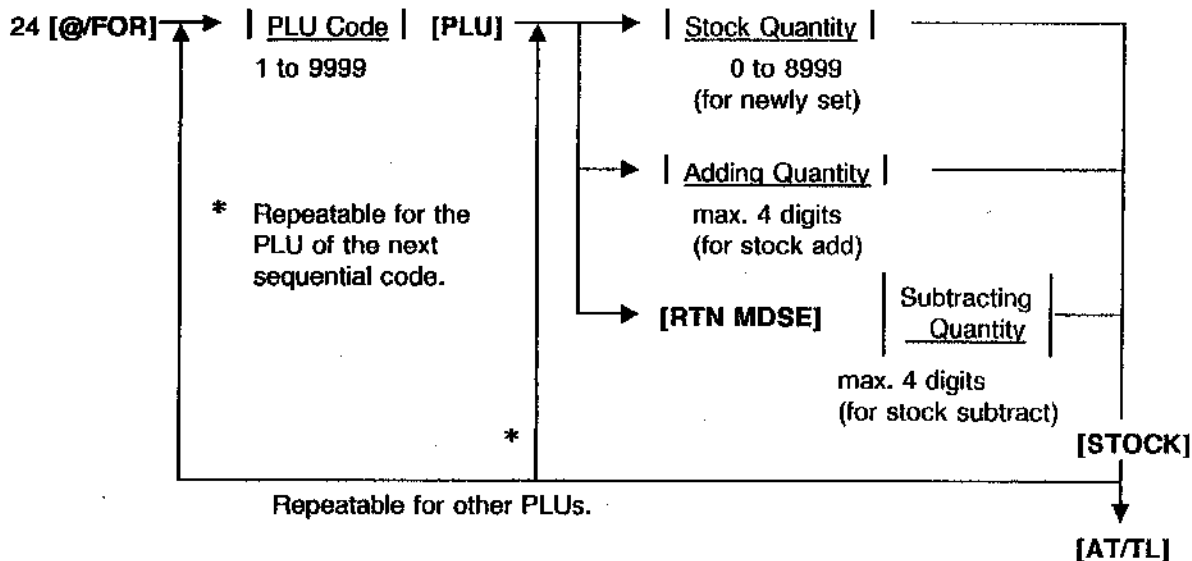 24 [@/FOR] | PLU Code | [PLU] | Stock Quantity |
1 to 9999
0 to 8999
(for newly set)
| Adding Quantity |
max. 4 digits
(for stock add)
* Repeatable for the
PLU of the next
sequential code.
[RTN MDSE] | Subtracting
Quantity |
max. 4 digits
(for stock subtract)
*
[STOCK]
Repeatable for other PLUs.
[AT/TL]